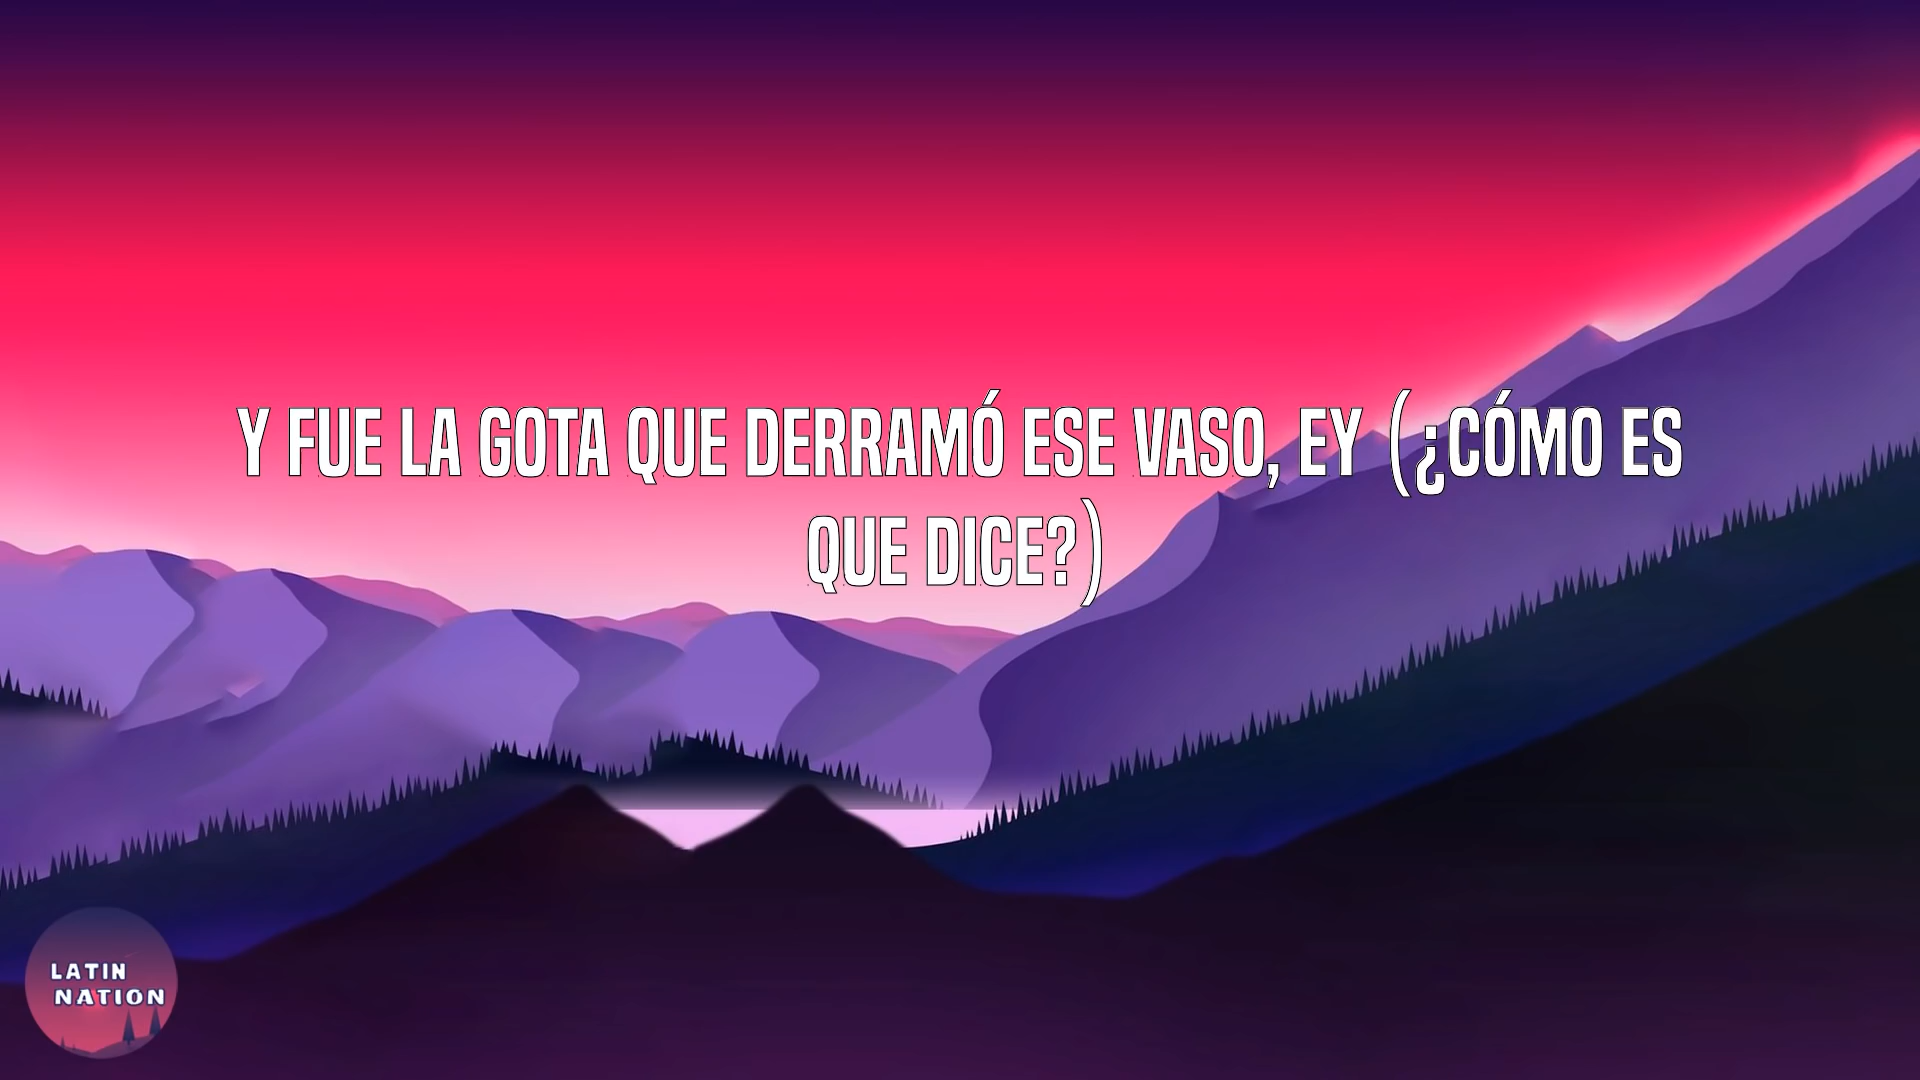 Y FUE LA GOTA QUE DERRAMÓ ESE VASO, EY (¿CÓMO ES
QUE DICE?)
LATIN
NATION